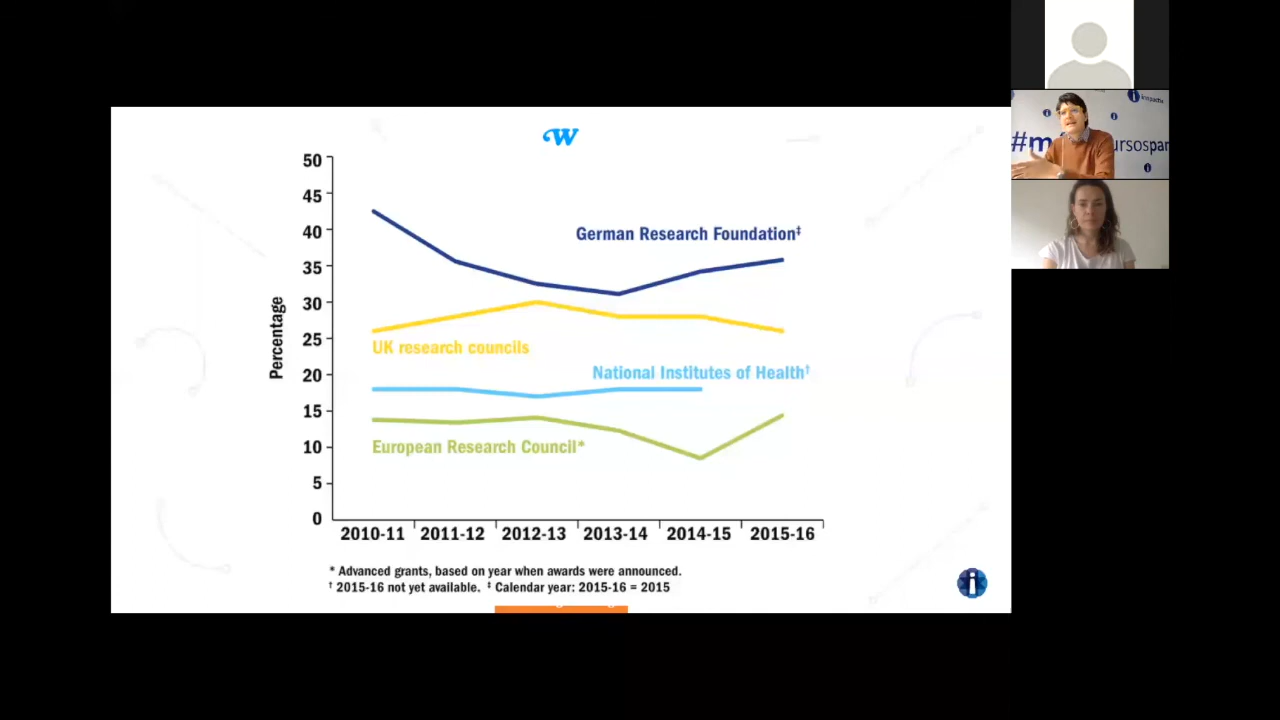 W
50
45
40
35
30
25
20
15
10
5
0
Percentage
German Research Foundation‡
UK research councils
National Institutes of Health†
European Research Council*
2010-11 2011-12 2012-13 2013-14 2014-15 2015-16
* Advanced grants, based on year when awards were announced.
† 2015-16 not yet available. ‡ Calendar year: 2015-16 = 2015
i
#m
ursospar